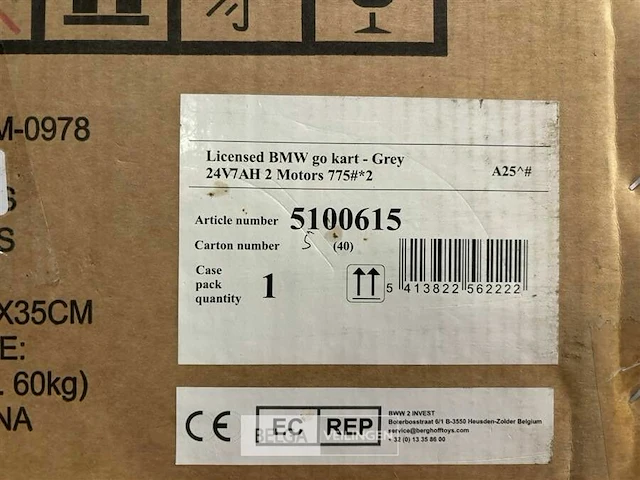 M-0978
Licensed BMW go kart - Grey
24V7AH 2 Motors 775#*2
A25^#
Article number 5100615
Carton number 5 (40)
Case
pack
quantity 1
5 413822 562222
S
S
X35CM
E:
. 60kg)
NA
CE EC REP
BWW 2 INVEST
Boterbosstraat 6/1 B-3550 Heusden-Zolder Belgium
service@berghofftoys.com
+32 (0) 13 35 86 00
BELGA VEILINGEN